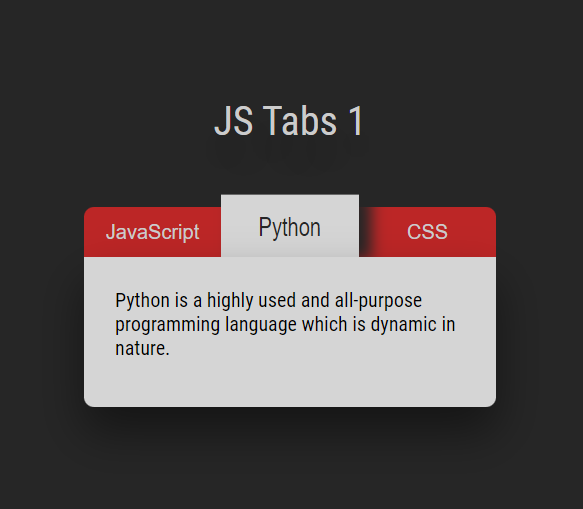 JS Tabs 1
JavaScript Python CSS
Python is a highly used and all-purpose
programming language which is dynamic in
nature.